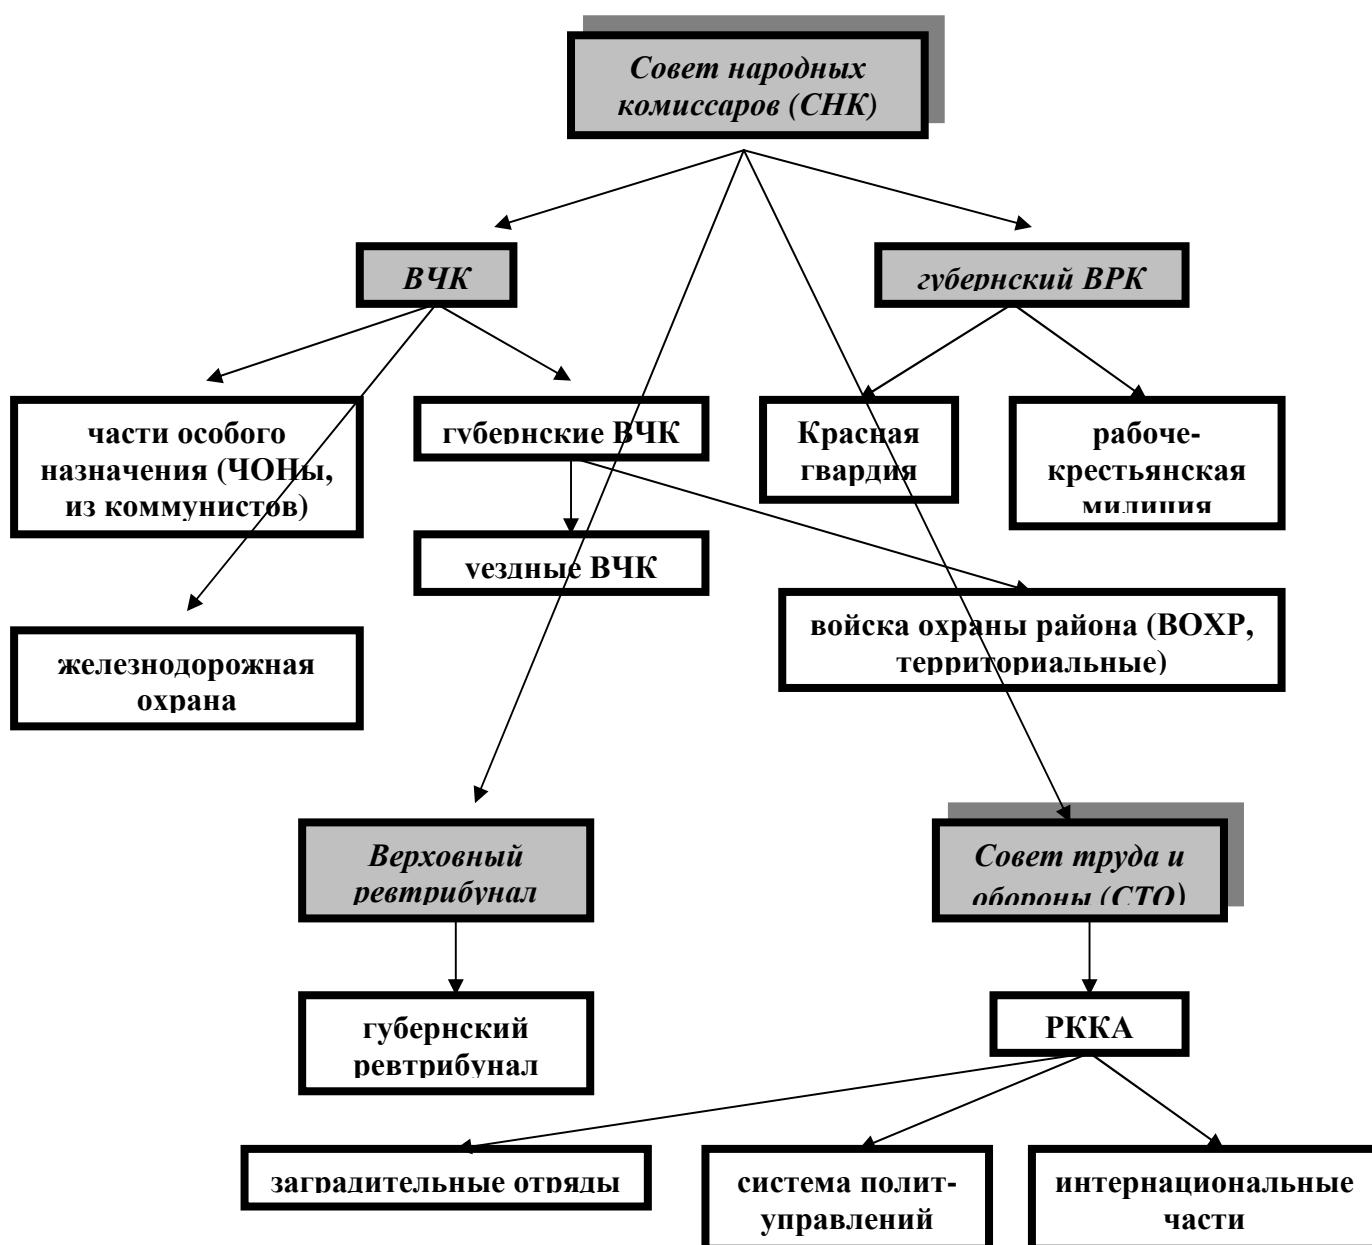 Совет народных
комиссаров (СНК)
ВЧК
губернский ВРК
части особого
назначения (ЧОНы,
из коммунистов)
губернские ВЧК
Красная
гвардия
рабоче-
крестьянская
милиция
уездные ВЧК
войска охраны района (ВОХР,
территориальные)
железнодорожная
охрана
Верховный
ревтрибунал
Совет труда и
обороны (СТО)
губернский
ревтрибунал
РККА
заградительные отряды
система полит-
управлений
интернациональные
части